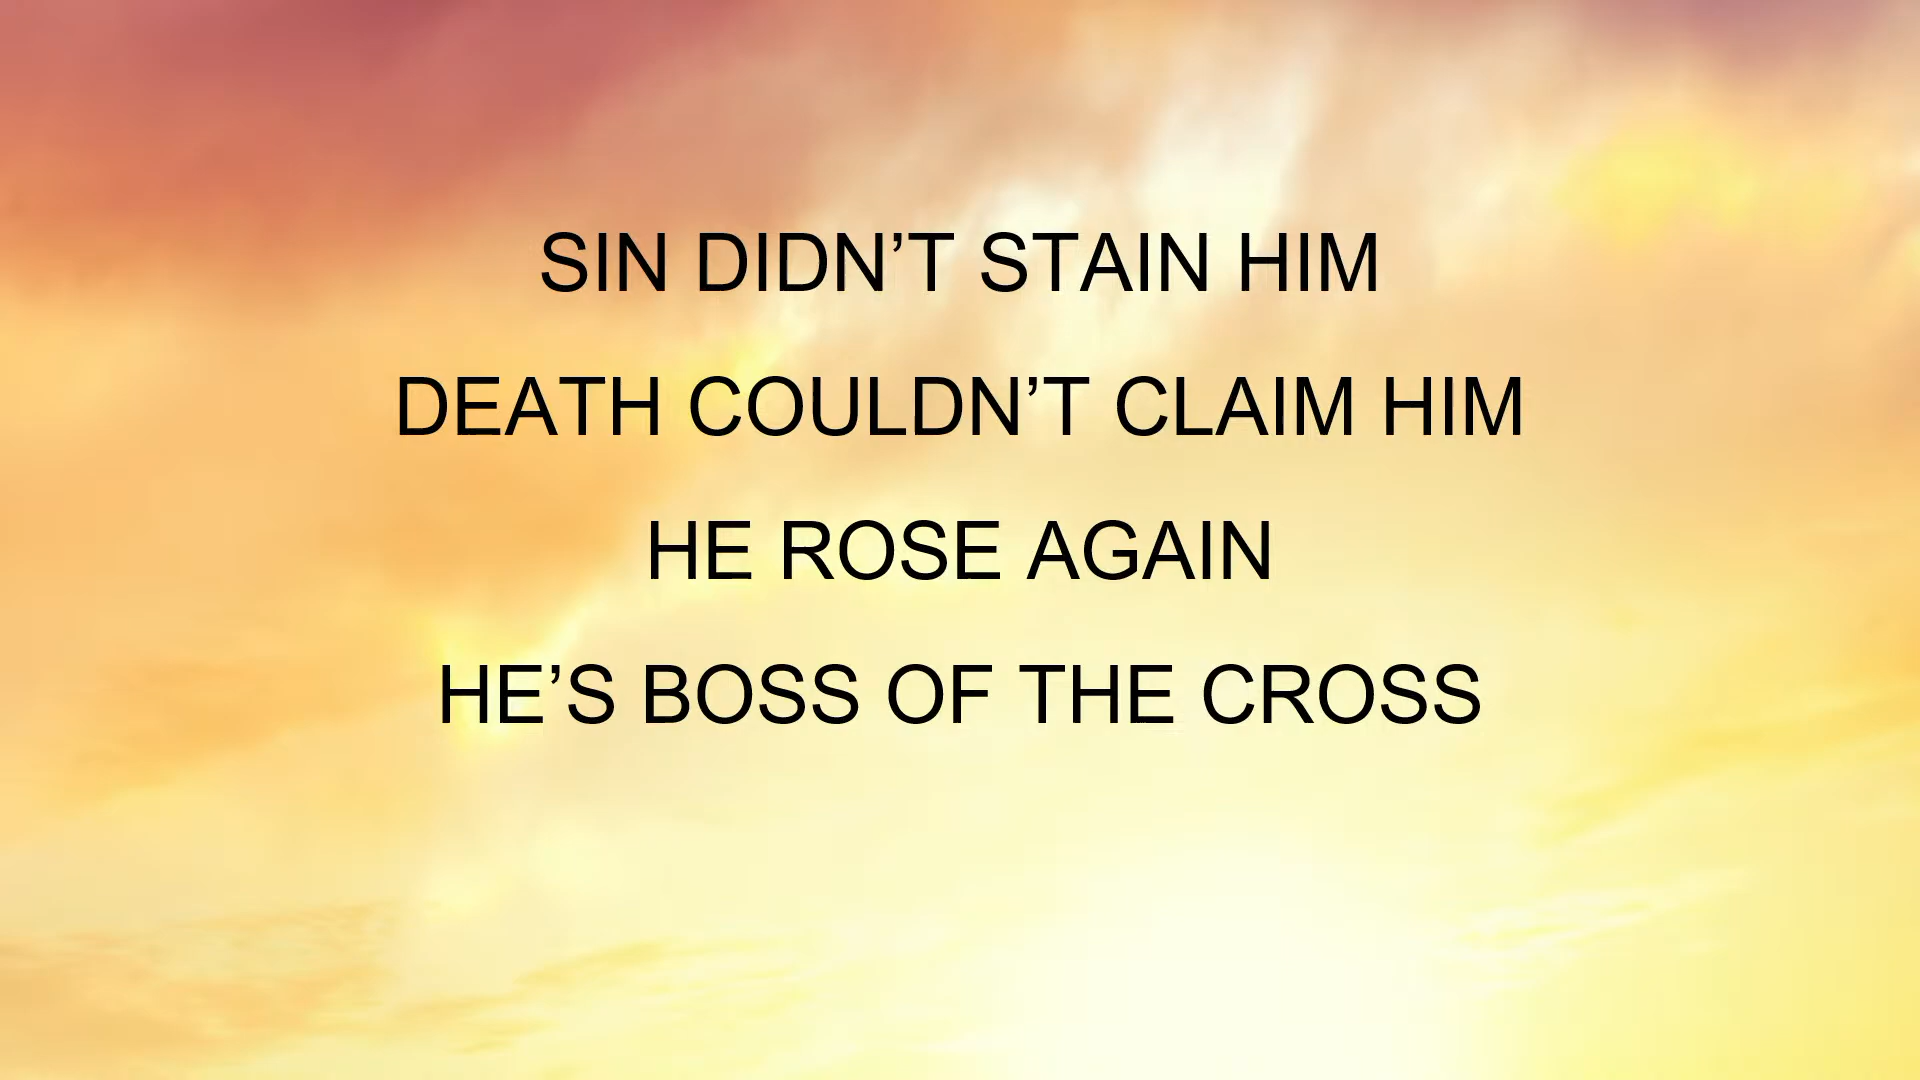 SIN DIDN’T STAIN HIM
DEATH COULDN’T CLAIM HIM
HE ROSE AGAIN
HE’S BOSS OF THE CROSS